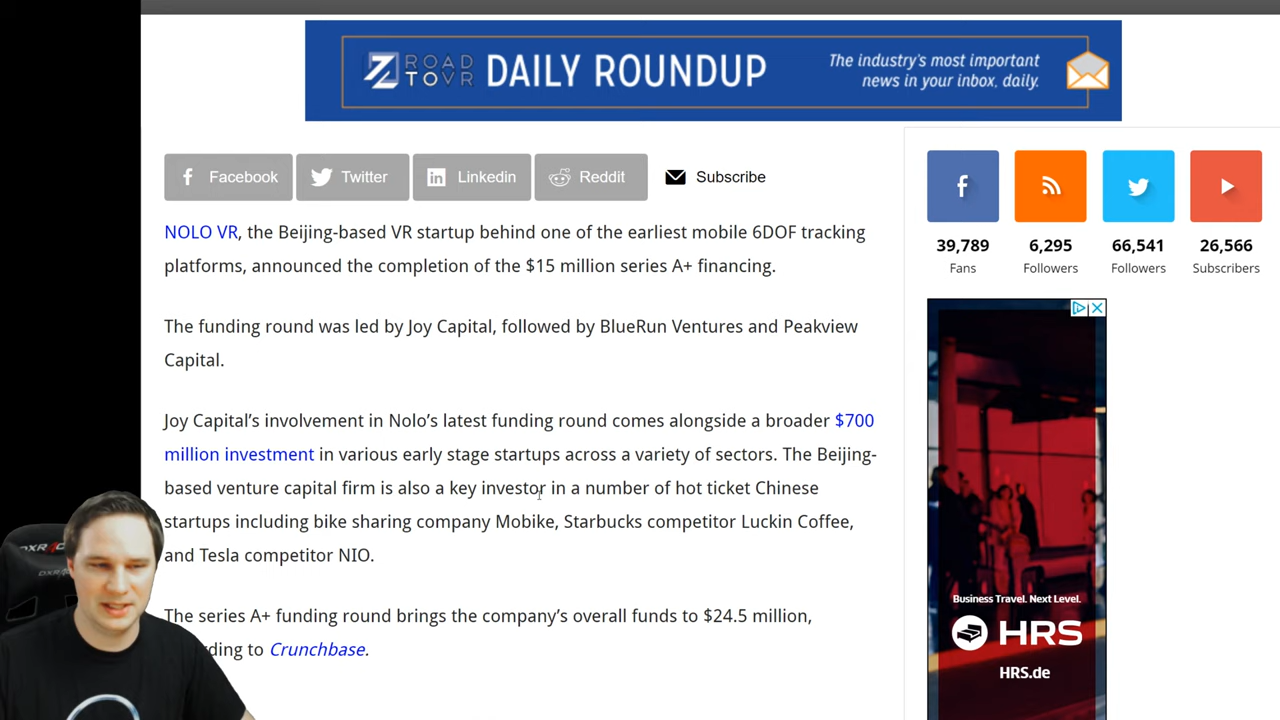 ROAD TO VR
DAILY ROUNDUP
The industry's most important
news in your inbox, daily.
Facebook
Twitter
Linkedin
Reddit
Subscribe
NOLO VR, the Beijing-based VR startup behind one of the earliest mobile 6DOF tracking
platforms, announced the completion of the $15 million series A+ financing.
The funding round was led by Joy Capital, followed by BlueRun Ventures and Peakview
Capital.
Joy Capital’s involvement in Nolo’s latest funding round comes alongside a broader $700
million investment in various early stage startups across a variety of sectors. The Beijing-
based venture capital firm is also a key investor in a number of hot ticket Chinese
startups including bike sharing company Mobike, Starbucks competitor Luckin Coffee,
and Tesla competitor NIO.
The series A+ funding round brings the company’s overall funds to $24.5 million,
ding to Crunchbase.
39,789
Fans
6,295
Followers
66,541
Followers
26,566
Subscribers
Business Travel. Next Level.
HRS
HRS.de